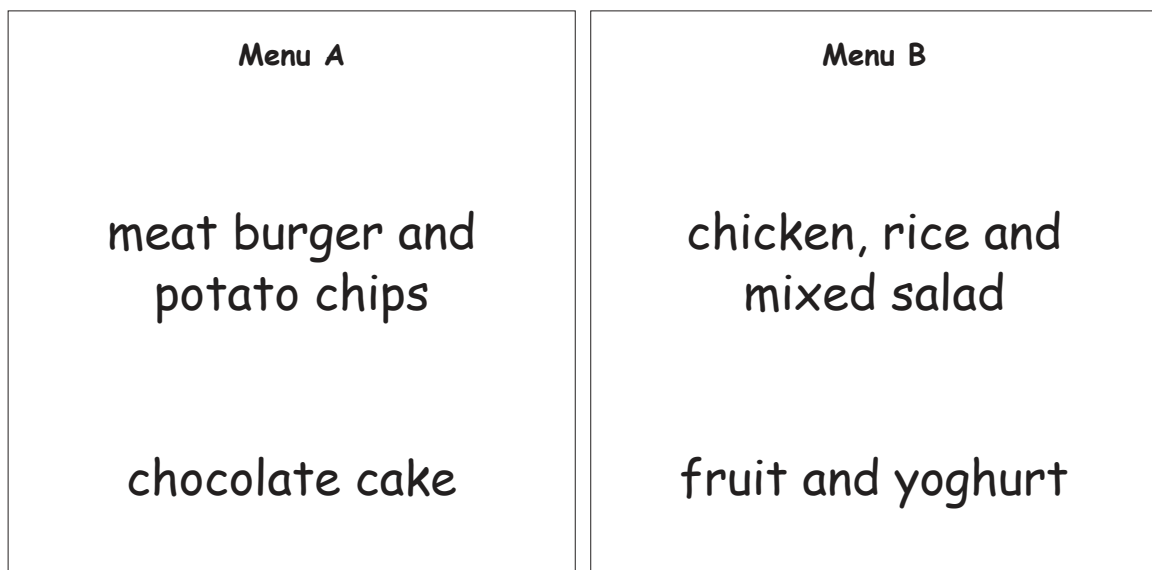 Menu A
meat burger and
potato chips
chocolate cake
Menu B
chicken, rice and
mixed salad
fruit and yoghurt